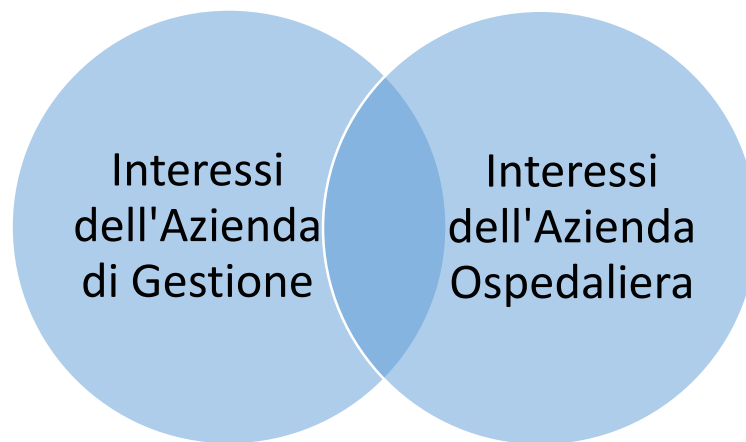 Interessi
dell'Azienda
di Gestione
Interessi
dell'Azienda
Ospedaliera